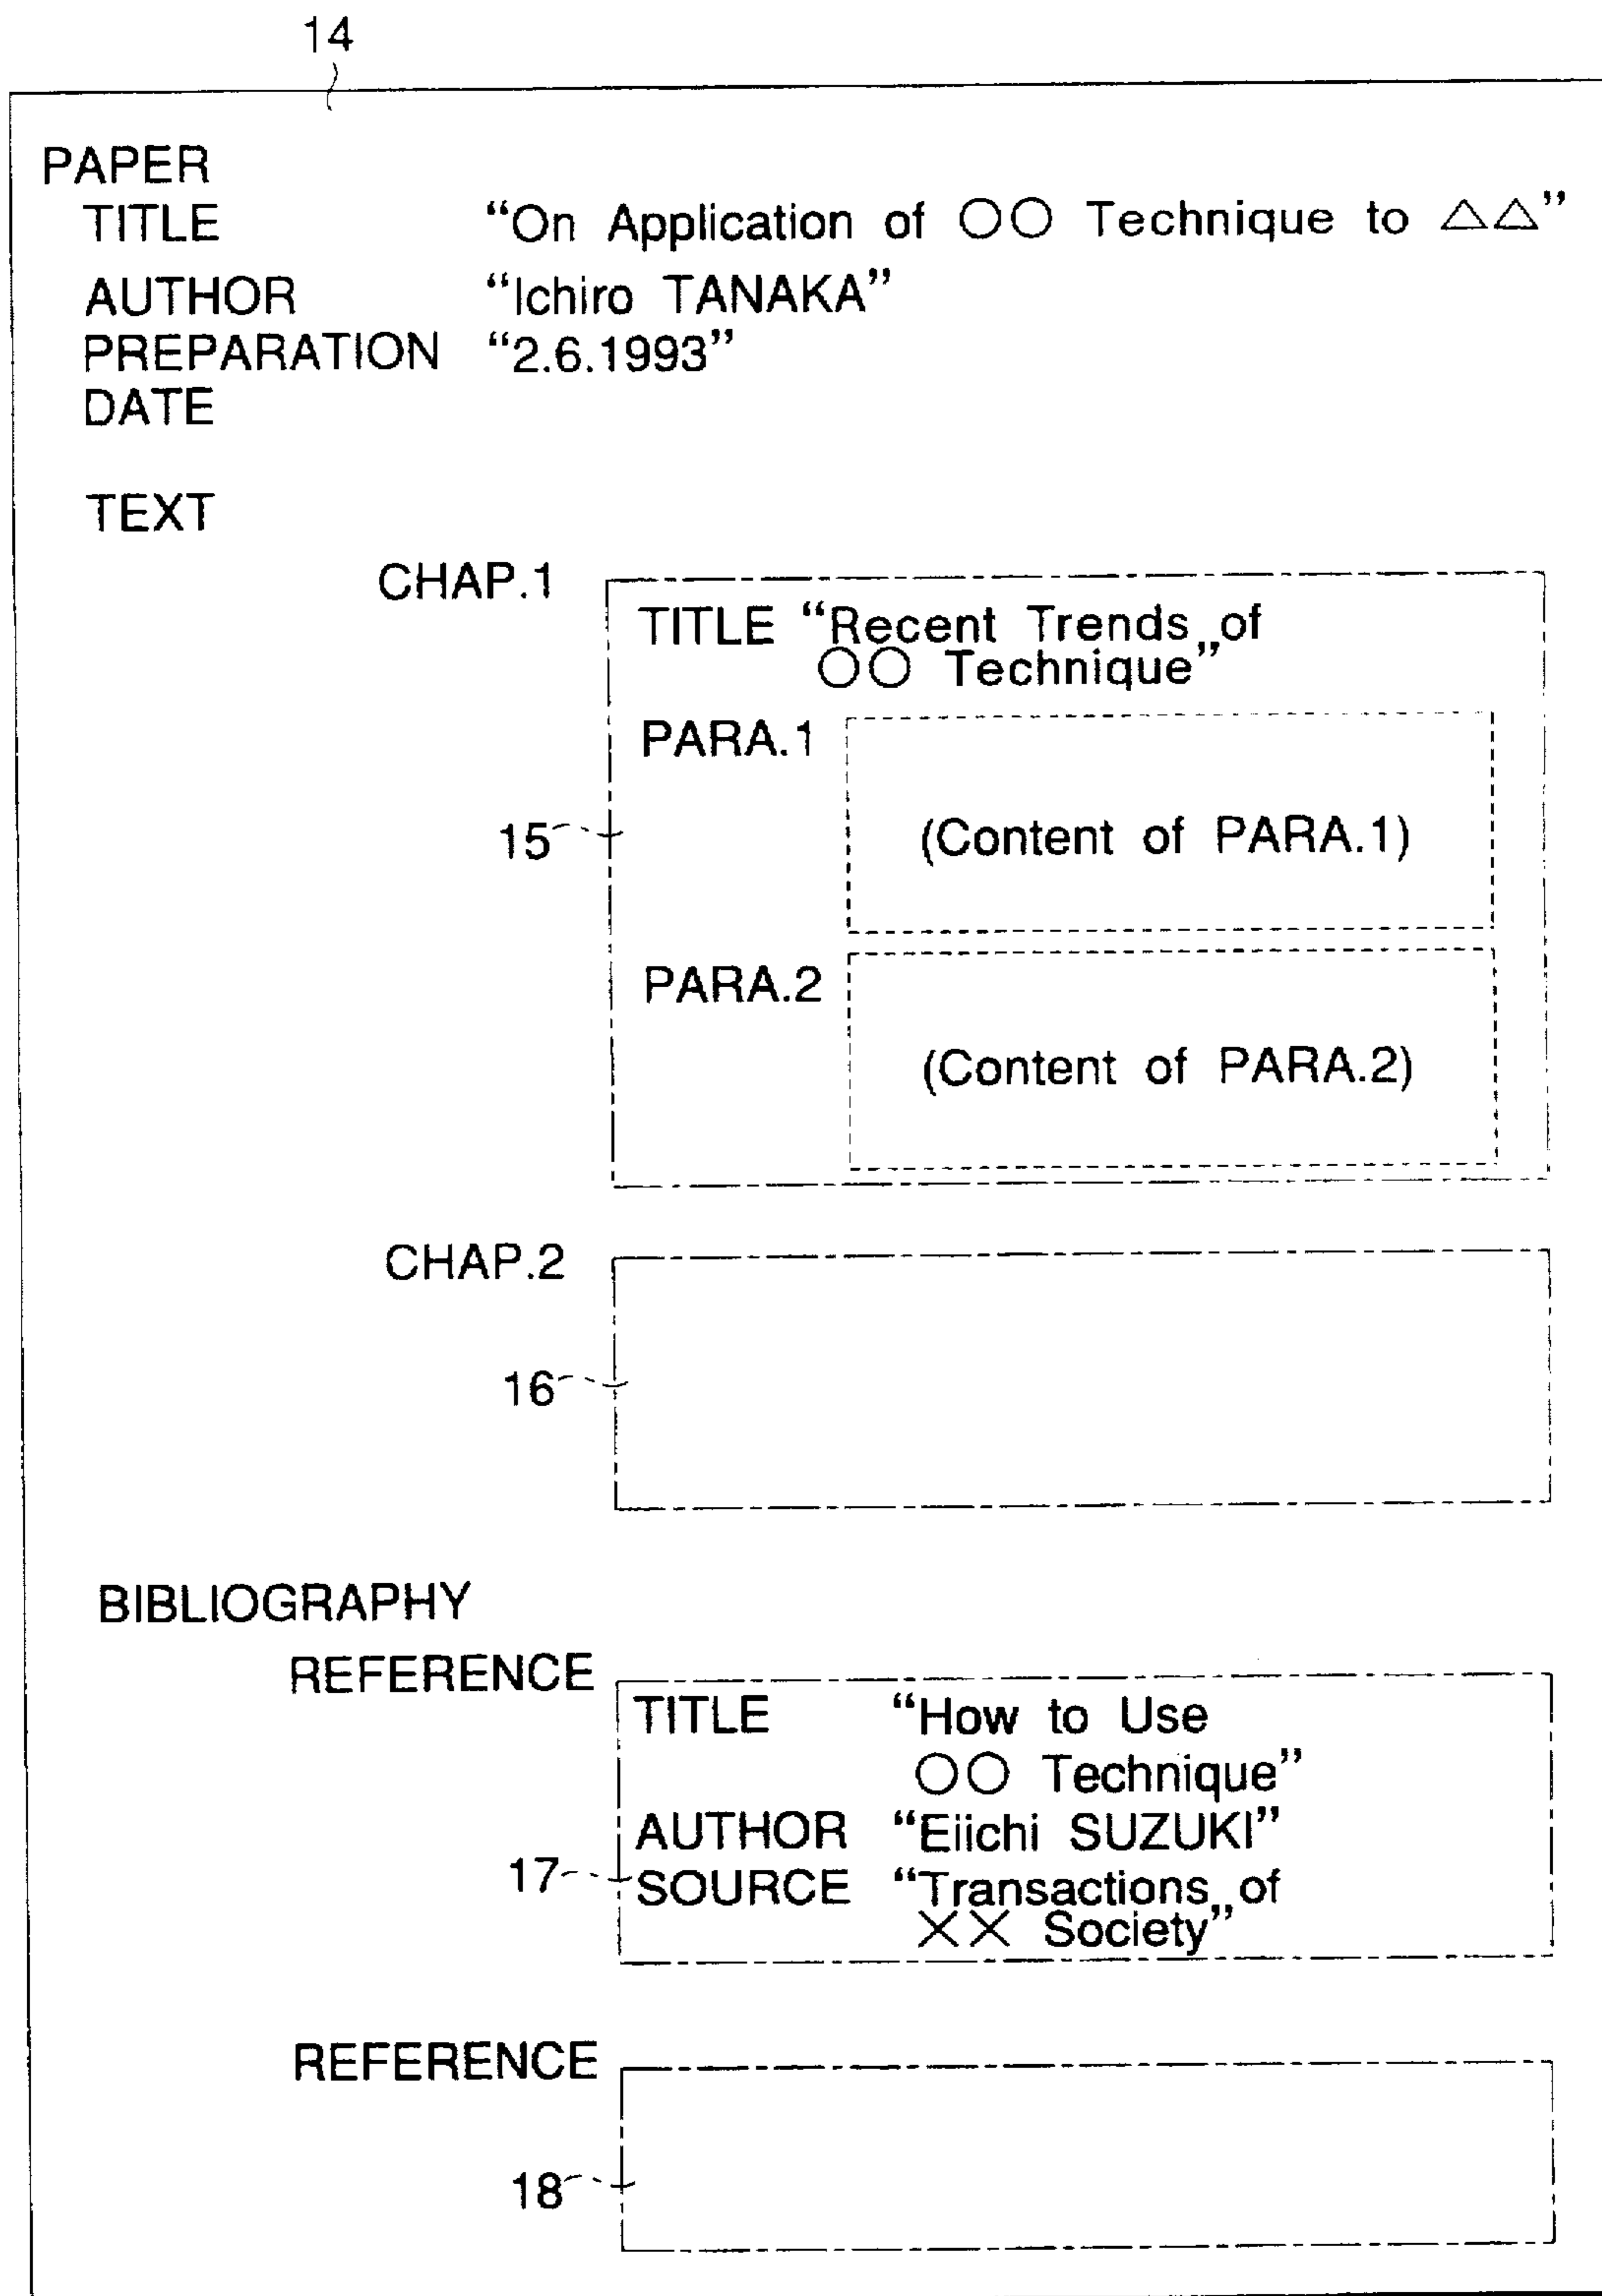 14
PAPER
TITLE "On Application of ○○ Technique to △△"
AUTHOR "Ichiro TANAKA"
PREPARATION "2.6.1993"
DATE
TEXT
CHAP.1
TITLE "Recent Trends of
○○ Technique"
PARA.1
15
(Content of PARA.1)
PARA.2
(Content of PARA.2)
CHAP.2
16
BIBLIOGRAPHY
REFERENCE
TITLE "How to Use
○○ Technique"
AUTHOR "Eiichi SUZUKI"
17
SOURCE "Transactions of
×× Society"
REFERENCE
18